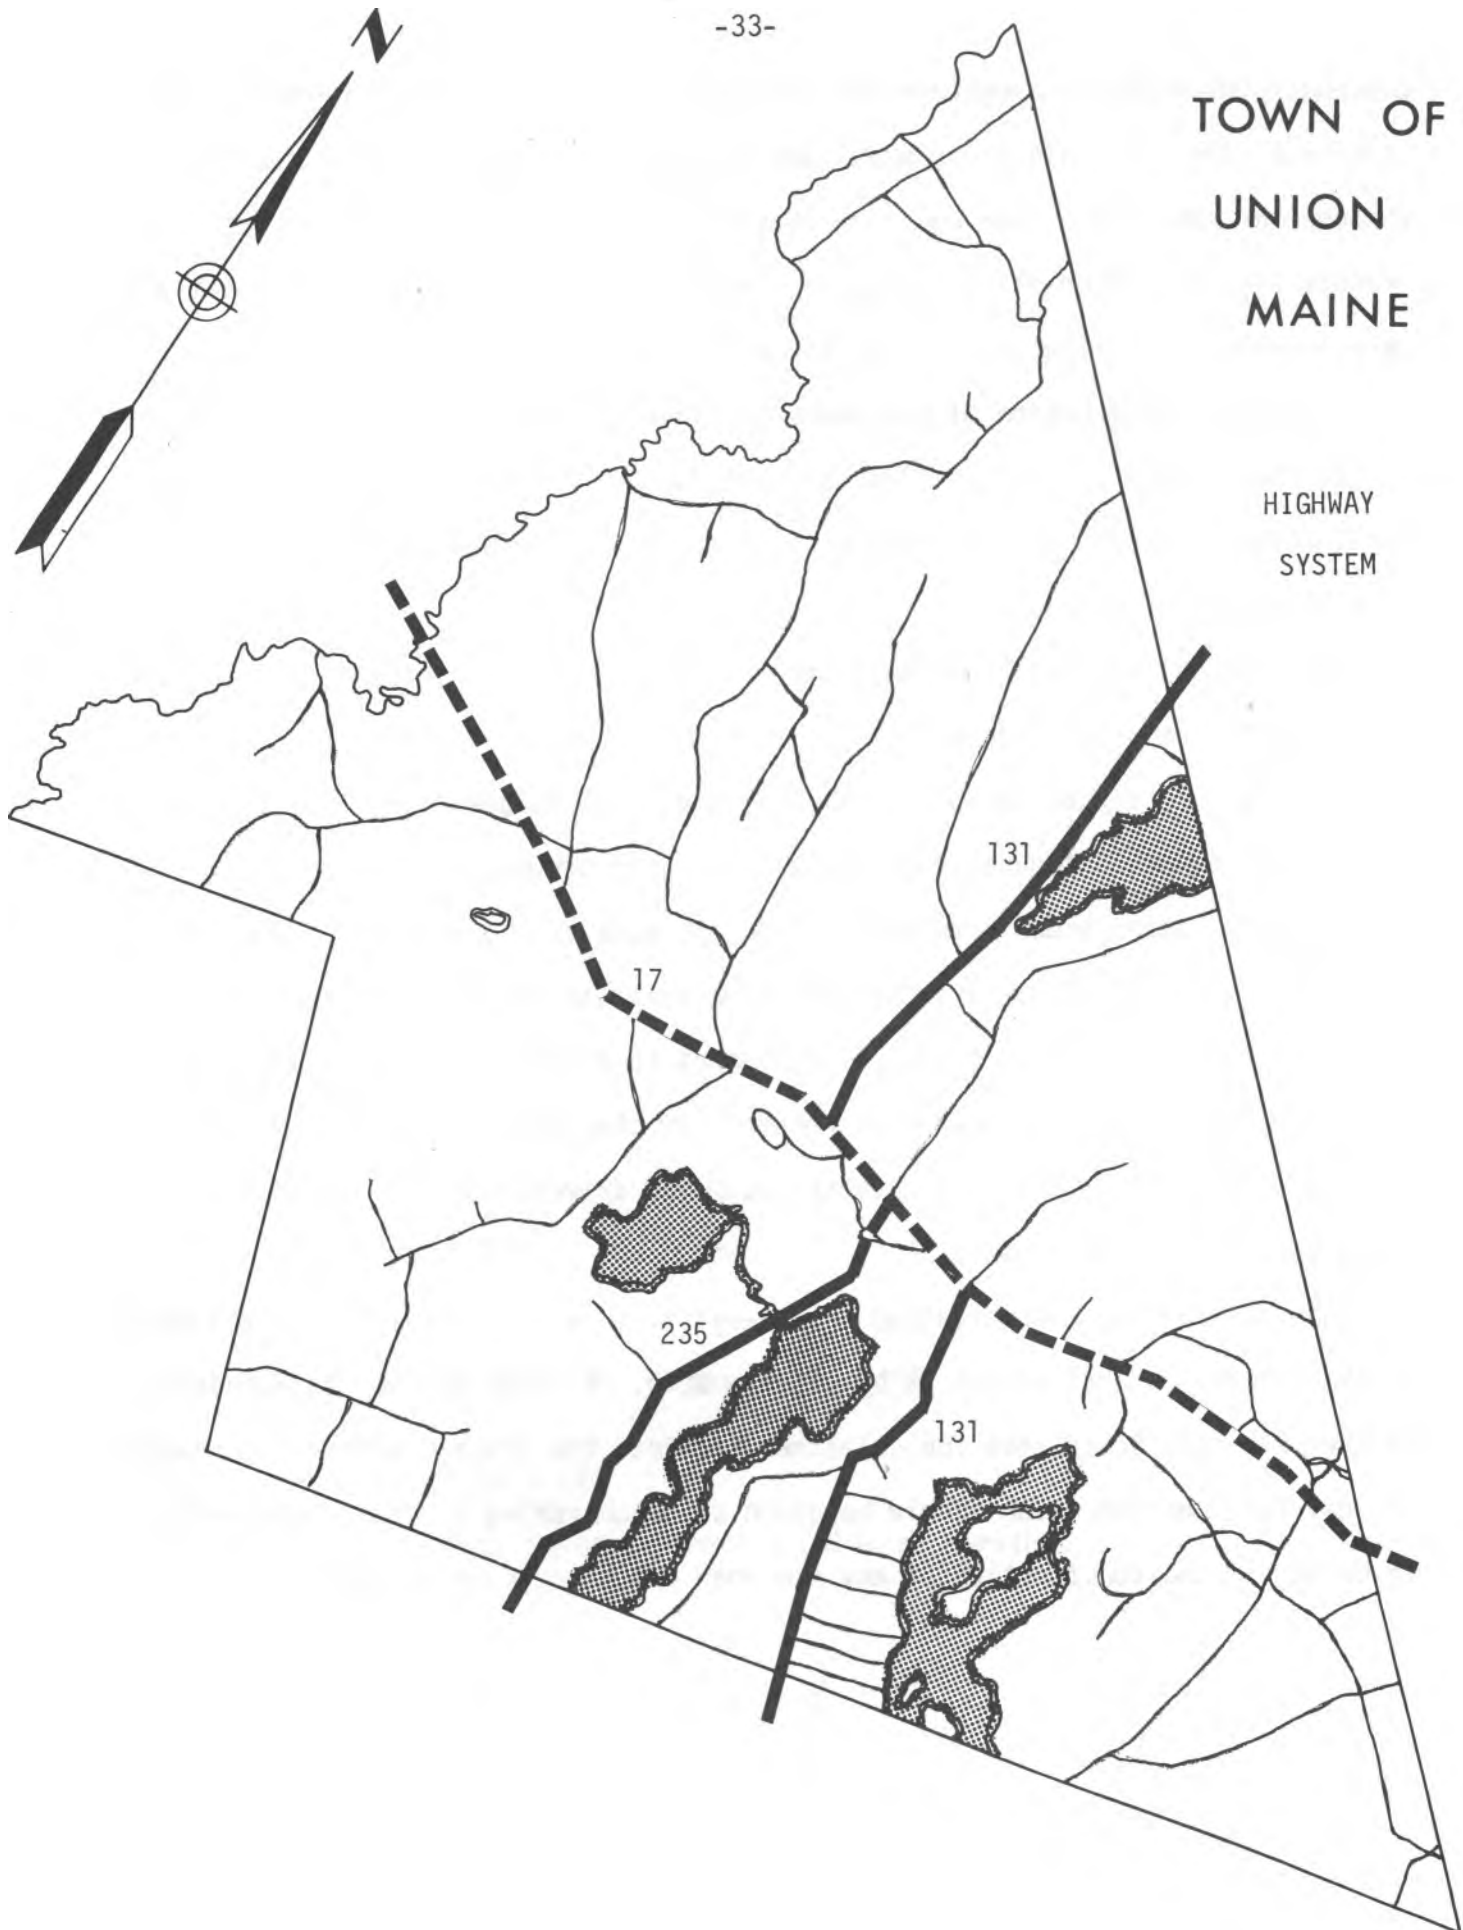 -33-
N
TOWN OF
UNION
MAINE
HIGHWAY
SYSTEM
131
17
235
131